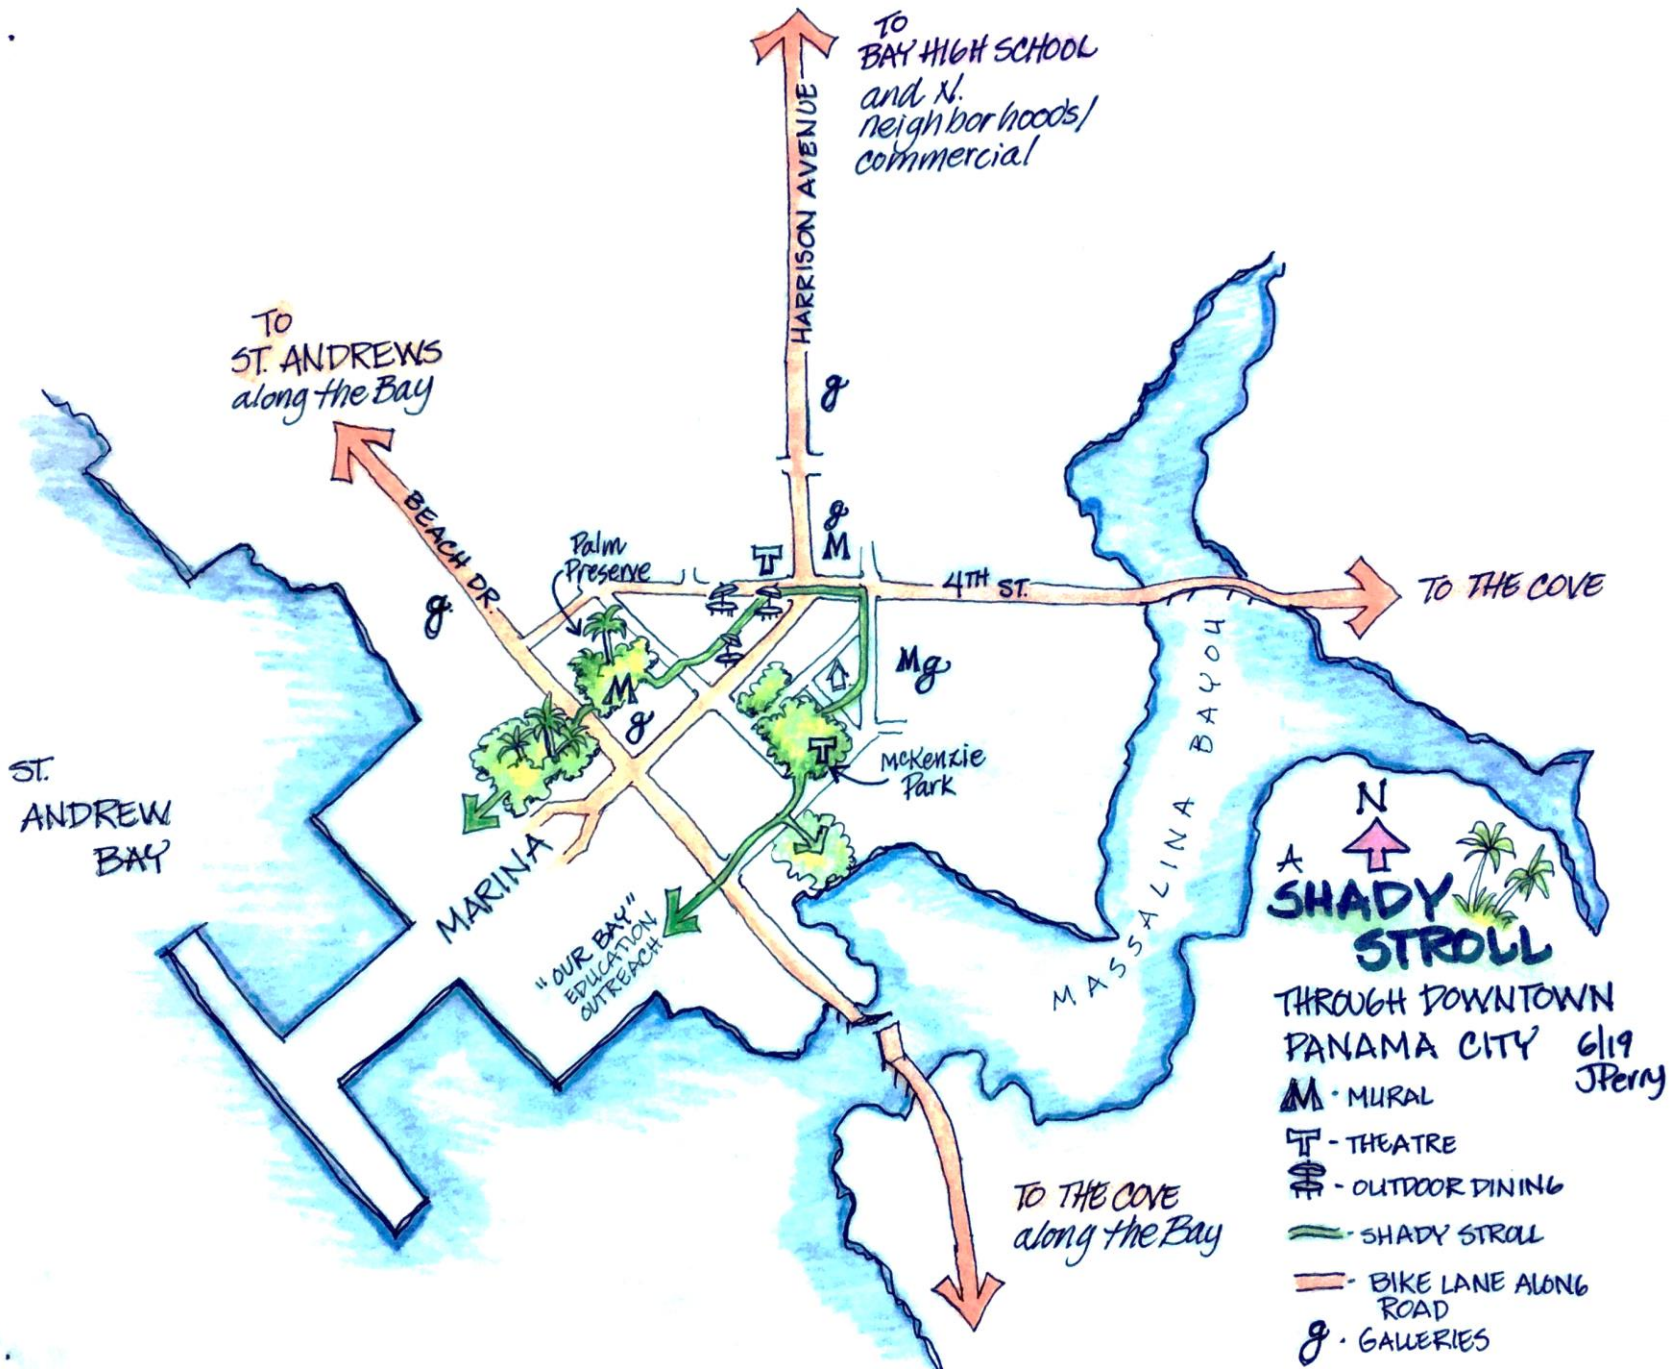 TO
BAY HIGH SCHOOL
and N.
neighborhoods/
commercial
HARRISON AVENUE
TO
ST. ANDREWS
along the Bay
BEACH DR.
g
g
g
M
T
Palm
Preserve
4TH ST.
TO THE COVE
M
g
M g
T
McKenzie
Park
MASSALINA BAYOU
ST.
ANDREW
BAY
MARINA
"OUR BAY"
EDUCATION
OUTREACH
TO THE COVE
along the Bay
N
A
SHADY
STROLL
THROUGH DOWNTOWN
PANAMA CITY 6/19
JPerry
M - MURAL
T - THEATRE
- OUTDOOR DINING
- SHADY STROLL
- BIKE LANE ALONG
ROAD
g - GALLERIES